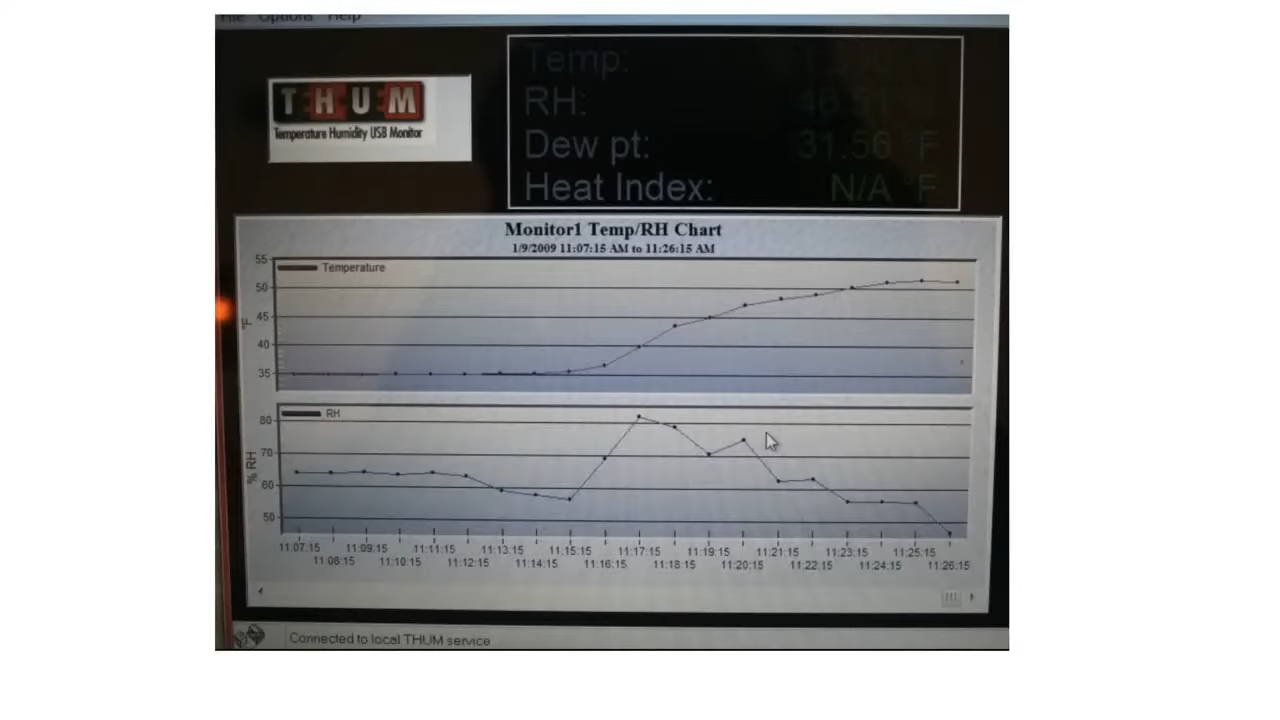 File Options Help
THUM
Temperature Humidity USB Monitor
Temp:
RH:
Dew pt: 31.56 °F
Heat Index: N/A °F
Monitor1 Temp/RH Chart
1/9/2009 11:07:15 AM to 11:26:15 AM
Temperature
55
50
45
40
35
°F
RH
80
70
60
50
% RH
11:07:15 11:09:15 11:11:15 11:13:15 11:15:15 11:17:15 11:19:15 11:21:15 11:23:15 11:25:15
11:08:15 11:10:15 11:12:15 11:14:15 11:16:15 11:18:15 11:20:15 11:22:15 11:24:15 11:26:15
Connected to local THUM service